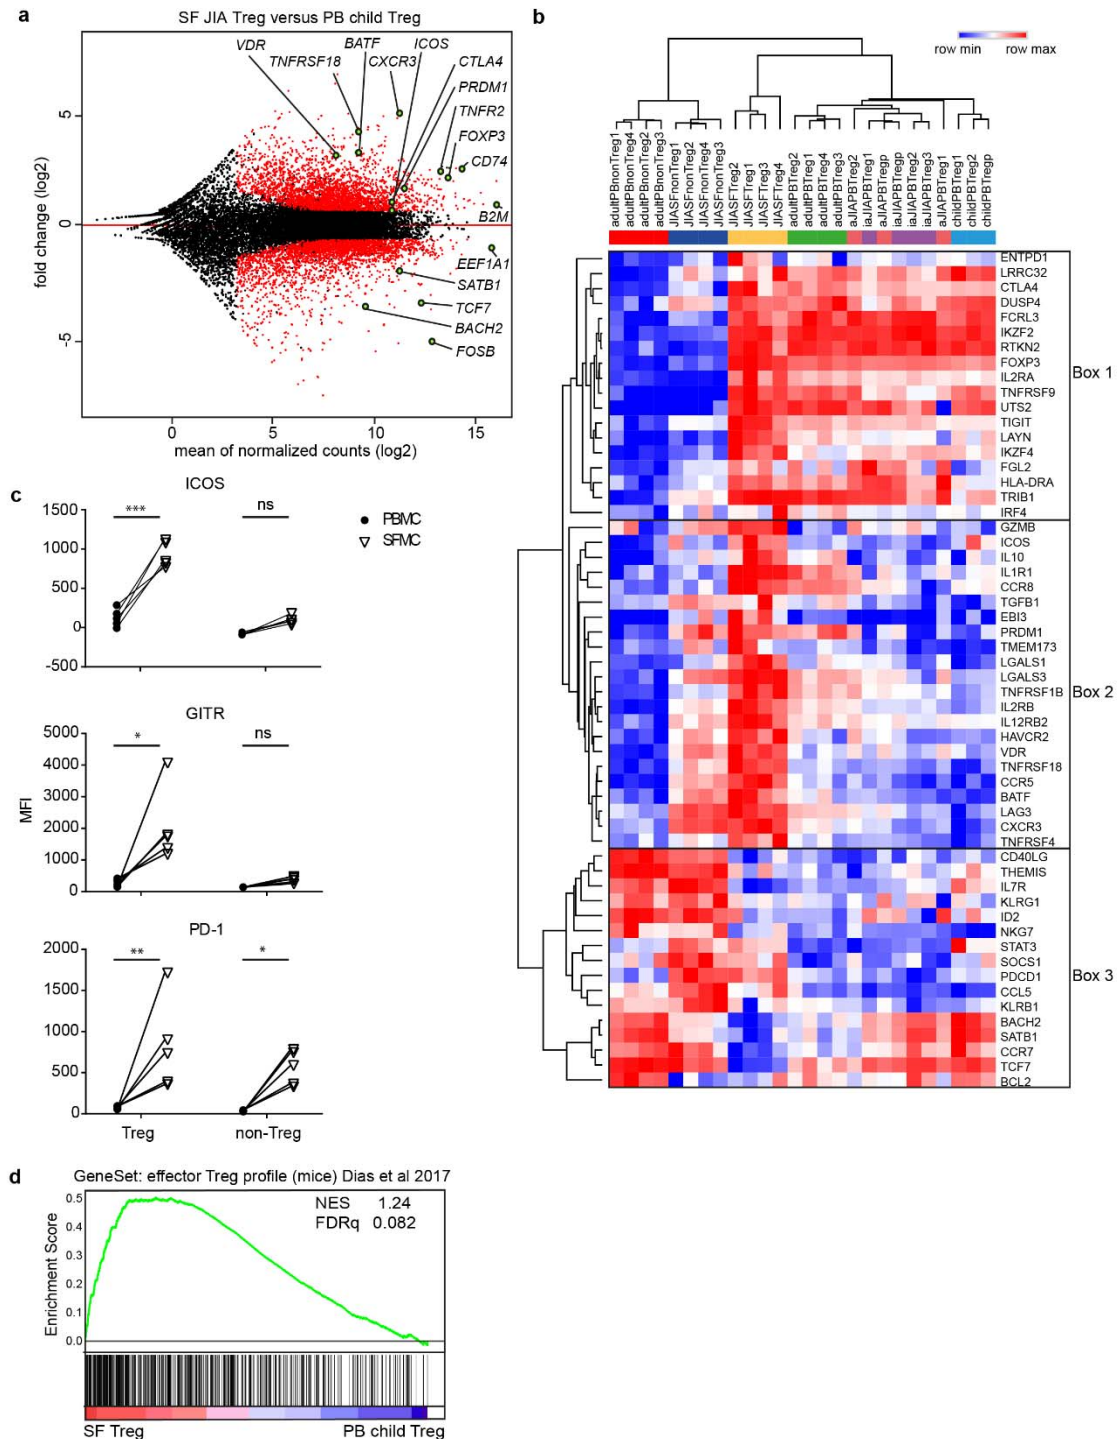 a
SF JIA Treg versus PB child Treg
VDR
TNFRSF18
BATF
CXCR3
ICOS
CTLA4
PRDM1
TNFR2
FOXP3
CD74
B2M
EEF1A1
SATB1
TCF7
BACH2
FOSB
fold change (log2)
5
0
-5
0
5
10
15
mean of normalized counts (log2)
b
row min
row max
adultPBnonTreg1
adultPBnonTreg4
adultPBnonTreg2
adultPBnonTreg3
JIASFnonTreg1
JIASFnonTreg2
JIASFnonTreg4
JIASFnonTreg3
JIASFTreg2
JIASFTreg1
JIASFTreg3
JIASFTreg4
adultPBTreg2
adultPBTreg1
adultPBTreg4
adultPBTreg3
aJIAPBTreg2
iaJIAPBTreg1
aJIAPBTregp
iaJIAPBTregp
iaJIAPBTreg2
iaJIAPBTreg3
aJIAPBTreg1
childPBTreg1
childPBTreg2
childPBTregp
ENTPD1
LRRC32
CTLA4
DUSP4
FCRL3
IKZF2
RTKN2
FOXP3
IL2RA
TNFRSF9
UTS2
TIGIT
LAYN
IKZF4
FGL2
HLA-DRA
TRIB1
IRF4
Box 1
GZMB
ICOS
IL10
IL1R1
CCR8
TGFB1
EBI3
PRDM1
TMEM173
LGALS1
LGALS3
TNFRSF1B
IL2RB
IL12RB2
HAVCR2
VDR
TNFRSF18
CCR5
BATF
LAG3
CXCR3
TNFRSF4
Box 2
CD40LG
THEMIS
IL7R
KLRG1
ID2
NKG7
STAT3
SOCS1
PDCD1
CCL5
KLRB1
BACH2
SATB1
CCR7
TCF7
BCL2
Box 3
c
ICOS
1500
1000
500
0
-500
***
ns
PBMC
SFMC
GITR
5000
4000
3000
2000
1000
0
*
ns
MFI
PD-1
2000
1500
1000
500
0
**
*
Treg
non-Treg
d
GeneSet: effector Treg profile (mice) Dias et al 2017
NES 1.24
FDRq 0.082
Enrichment Score
0.5
0.4
0.3
0.2
0.1
0.0
SF Treg
PB child Treg